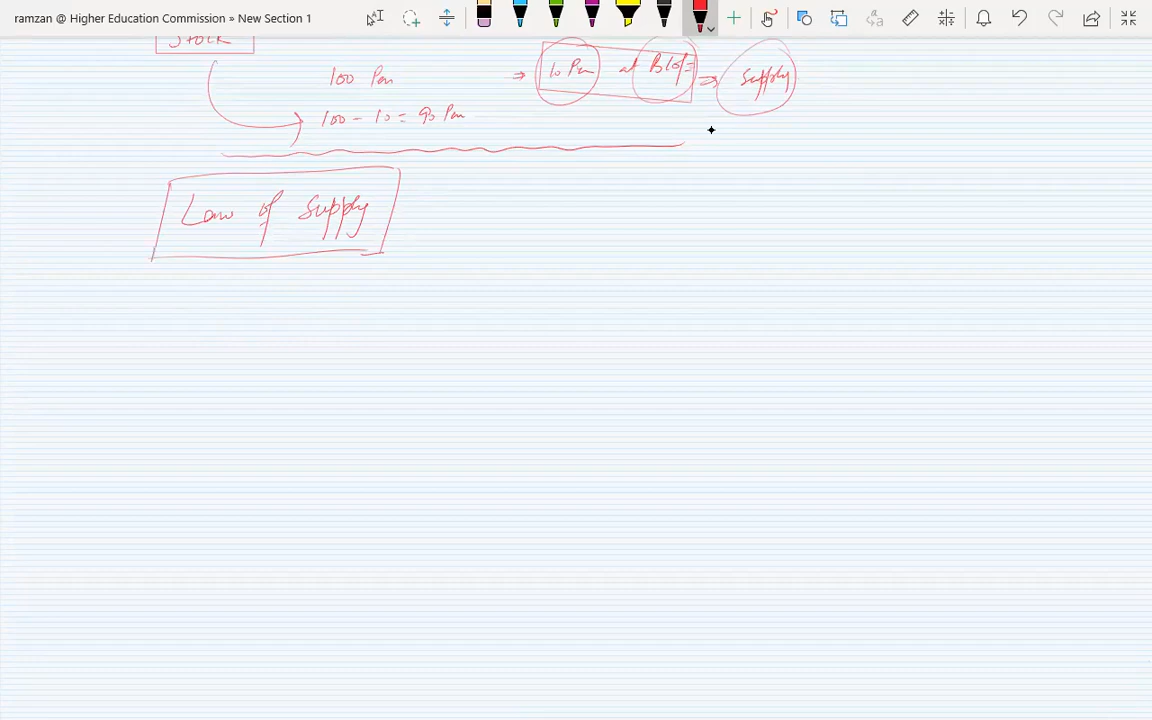 ramzan @ Higher Education Commission » New Section 1
Stock
100 Pen ⇒ 10 Pen at ⇒ Supply
100 - 10 = 90 Pen
Law of Supply